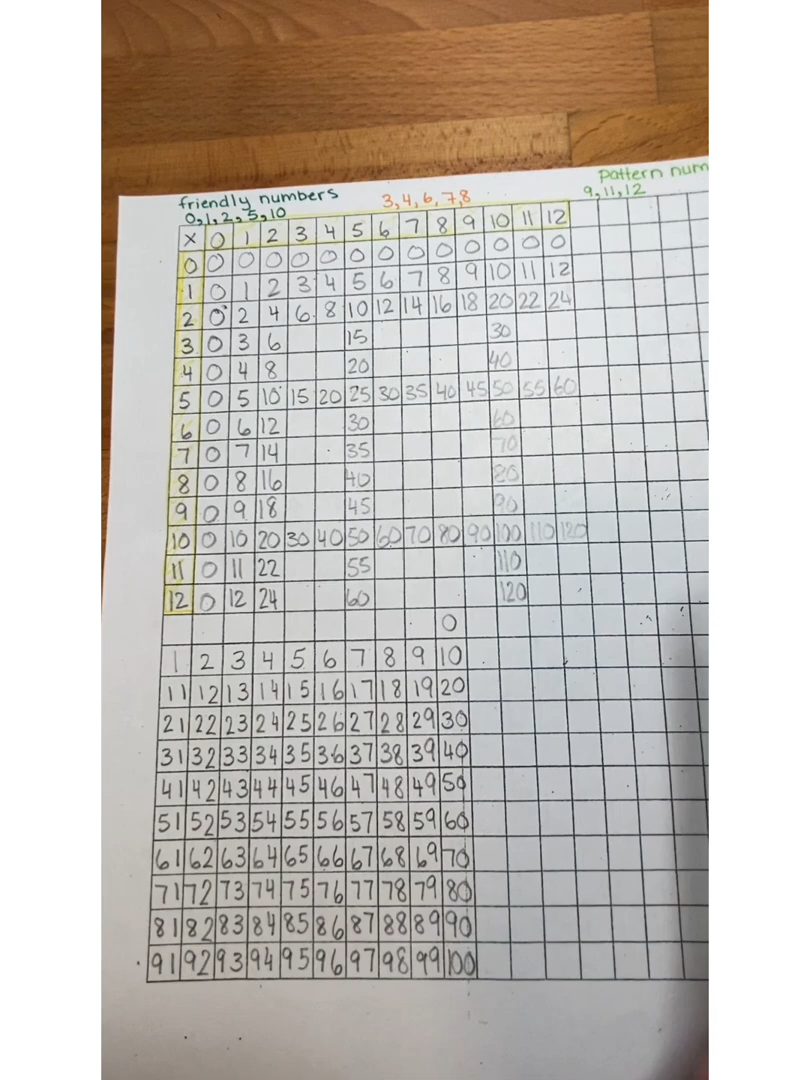 pattern num
friendly numbers 3, 4, 6, 7, 8 9, 11, 12
0, 1, 2, 5, 10
x 0 1 2 3 4 5 6 7 8 9 10 11 12
0 0 0 0 0 0 0 0 0 0 0 0 0 0
1 0 1 2 3 4 5 6 7 8 9 10 11 12
2 0 2 4 6 8 10 12 14 16 18 20 22 24
3 0 3 6 15 30
4 0 4 8 20 40
5 0 5 10 15 20 25 30 35 40 45 50 55 60
6 0 6 12 30 60
7 0 7 14 35 70
8 0 8 16 40 80
9 0 9 18 45 90
10 0 10 20 30 40 50 60 70 80 90 100 110 120
11 0 11 22 55 110
12 0 12 24 60 120
0
1 2 3 4 5 6 7 8 9 10
11 12 13 14 15 16 17 18 19 20
21 22 23 24 25 26 27 28 29 30
31 32 33 34 35 36 37 38 39 40
41 42 43 44 45 46 47 48 49 50
51 52 53 54 55 56 57 58 59 60
61 62 63 64 65 66 67 68 69 70
71 72 73 74 75 76 77 78 79 80
81 82 83 84 85 86 87 88 89 90
91 92 93 94 95 96 97 98 99 100